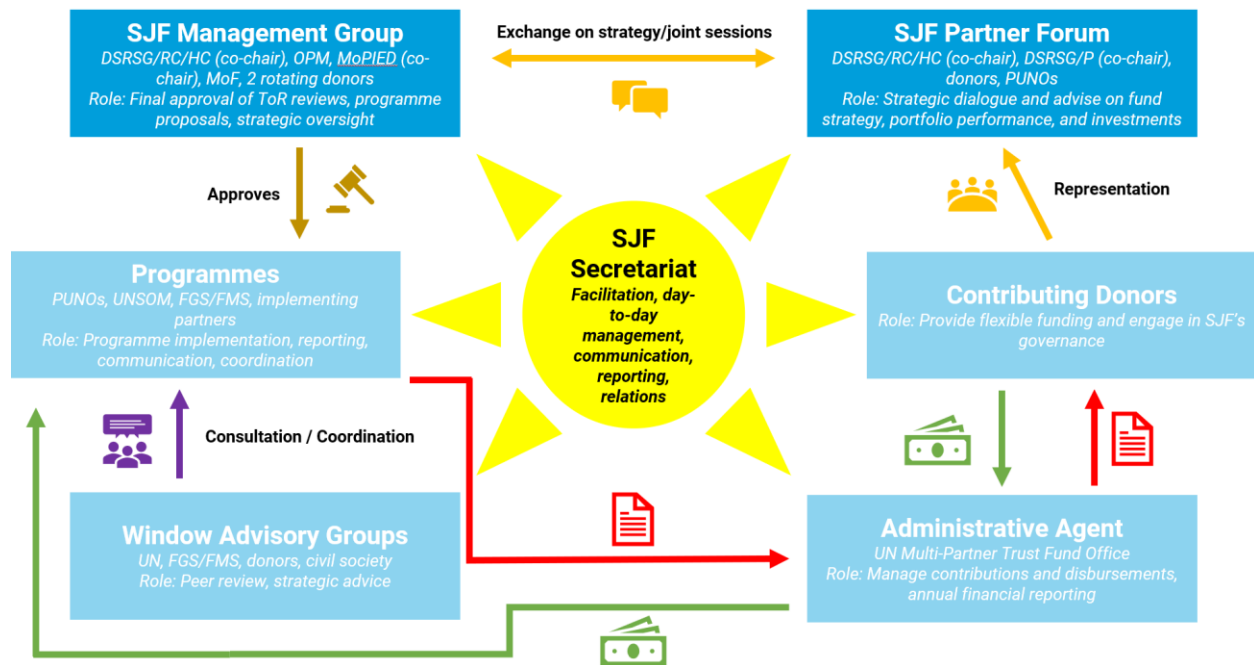 SJF Management Group
DSRSG/RC/HC (co-chair), OPM, MoPIED (co-
chair), MoF, 2 rotating donors
Role: Final approval of ToR reviews, programme
proposals, strategic oversight
Exchange on strategy/joint sessions
SJF Partner Forum
DSRSG/RC/HC (co-chair), DSRSG/P (co-chair),
donors, PUNOs
Role: Strategic dialogue and advise on fund
strategy, portfolio performance, and investments
Approves
Representation
SJF
Secretariat
Facilitation, day-
to-day
management,
communication,
reporting,
relations
Programmes
PUNOs, UNSOM, FGS/FMS, implementing
partners
Role: Programme implementation, reporting,
communication, coordination
Contributing Donors
Role: Provide flexible funding and engage in SJF's
governance
Consultation / Coordination
Window Advisory Groups
UN, FGS/FMS, donors, civil society
Role: Peer review, strategic advice
Administrative Agent
UN Multi-Partner Trust Fund Office
Role: Manage contributions and disbursements,
annual financial reporting